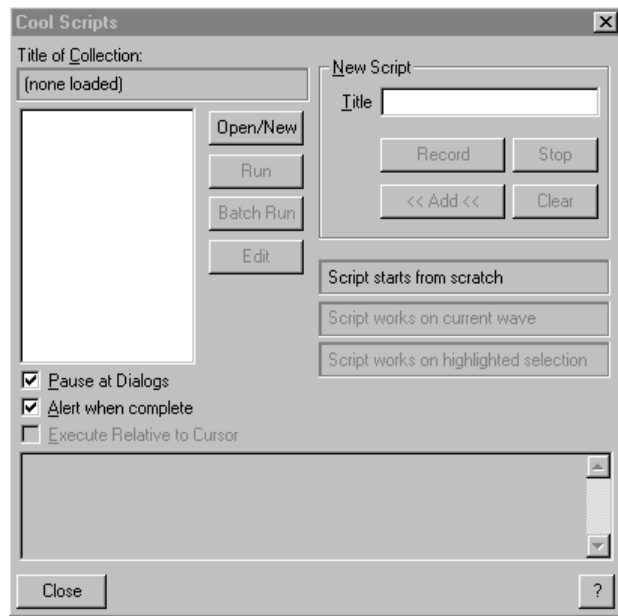 Cool Scripts
Title of Collection:
(none loaded)
Open/New
Run
Batch Run
Edit
New Script
Title
Record
Stop
<< Add <<
Clear
Script starts from scratch
Script works on current wave
Script works on highlighted selection
Pause at Dialogs
Alert when complete
Execute Relative to Cursor
Close
?